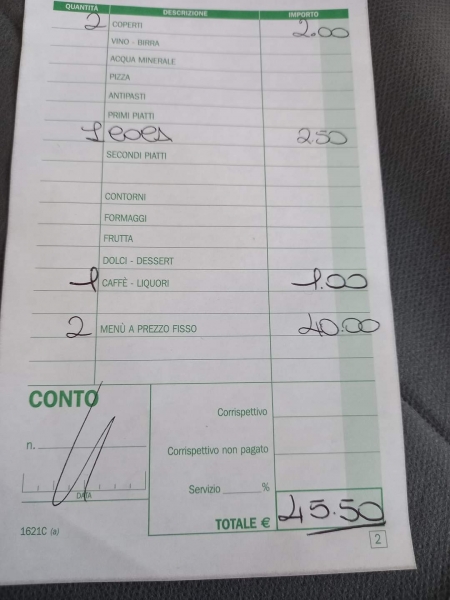 QUANTITÀ DESCRIZIONE IMPORTO
2 COPERTI 2.00
VINO - BIRRA
ACQUA MINERALE
PIZZA
ANTIPASTI
PRIMI PIATTI
1 2.50
SECONDI PIATTI
CONTORNI
FORMAGGI
FRUTTA
DOLCI - DESSERT
1 CAFFÈ - LIQUORI 1.00
2 MENÙ A PREZZO FISSO 40.00
CONTO
Corrispettivo
n.
Corrispettivo non pagato
Servizio %
DATA
TOTALE € 45.50
1621C (a)
2